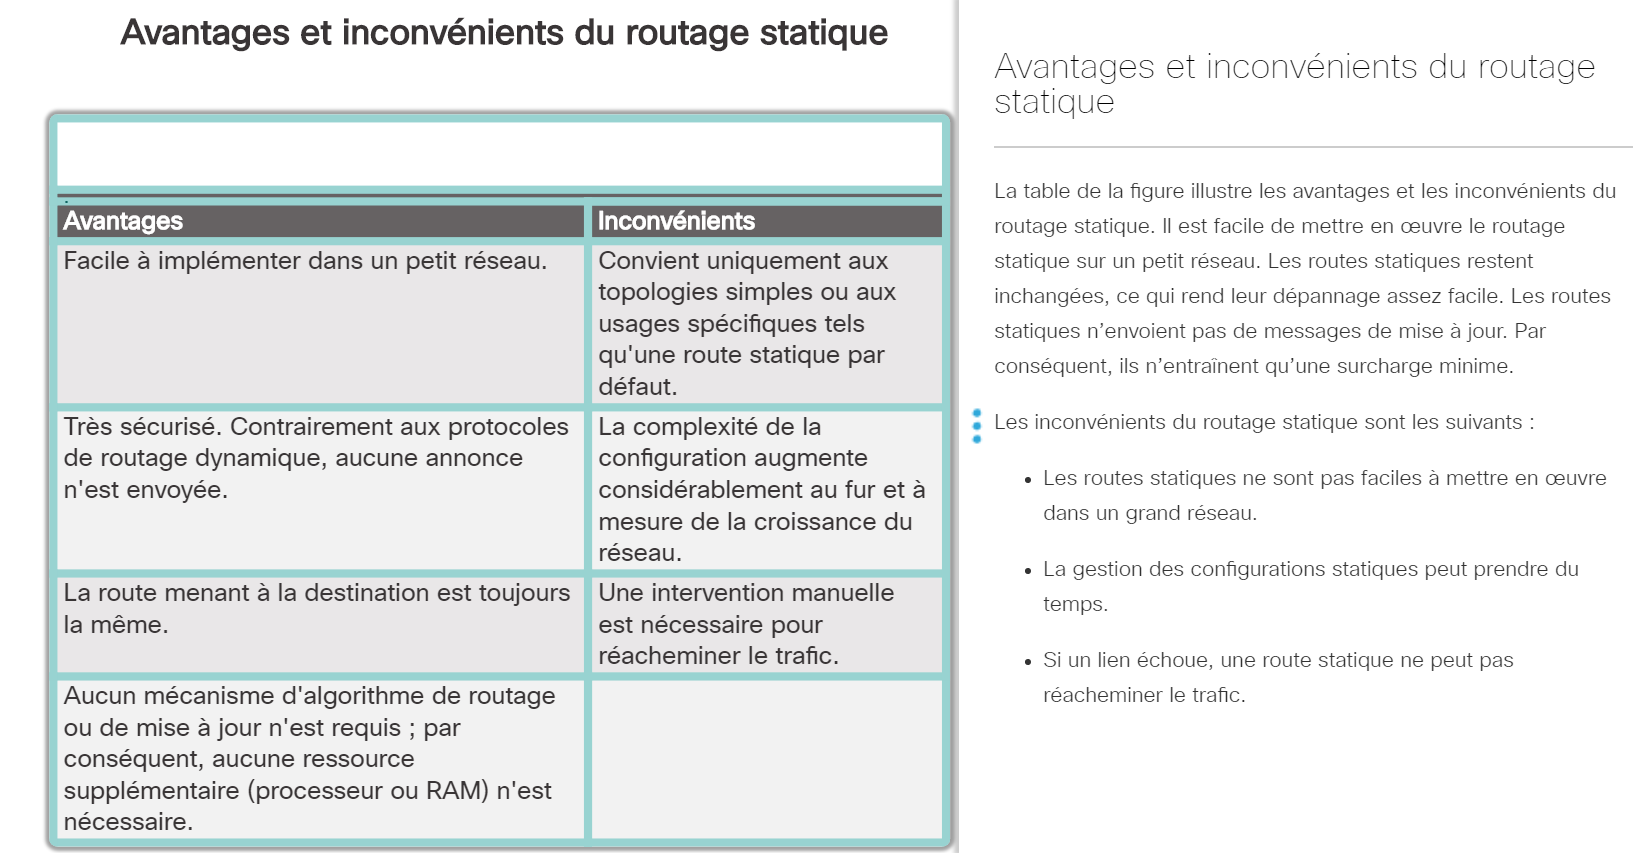 Avantages et inconvénients du routage statique
Avantages
Inconvénients
Facile à implémenter dans un petit réseau.
Convient uniquement aux
topologies simples ou aux
usages spécifiques tels
qu'une route statique par
défaut.
Très sécurisé. Contrairement aux protocoles
de routage dynamique, aucune annonce
n'est envoyée.
La complexité de la
configuration augmente
considérablement au fur et à
mesure de la croissance du
réseau.
La route menant à la destination est toujours
la même.
Une intervention manuelle
est nécessaire pour
réacheminer le trafic.
Aucun mécanisme d'algorithme de routage
ou de mise à jour n'est requis ; par
conséquent, aucune ressource
supplémentaire (processeur ou RAM) n'est
nécessaire.
Avantages et inconvénients du routage
statique
La table de la figure illustre les avantages et les inconvénients du
routage statique. Il est facile de mettre en œuvre le routage
statique sur un petit réseau. Les routes statiques restent
inchangées, ce qui rend leur dépannage assez facile. Les routes
statiques n’envoient pas de messages de mise à jour. Par
conséquent, ils n’entraînent qu’une surcharge minime.
Les inconvénients du routage statique sont les suivants :
• Les routes statiques ne sont pas faciles à mettre en œuvre
dans un grand réseau.
• La gestion des configurations statiques peut prendre du
temps.
• Si un lien échoue, une route statique ne peut pas
réacheminer le trafic.